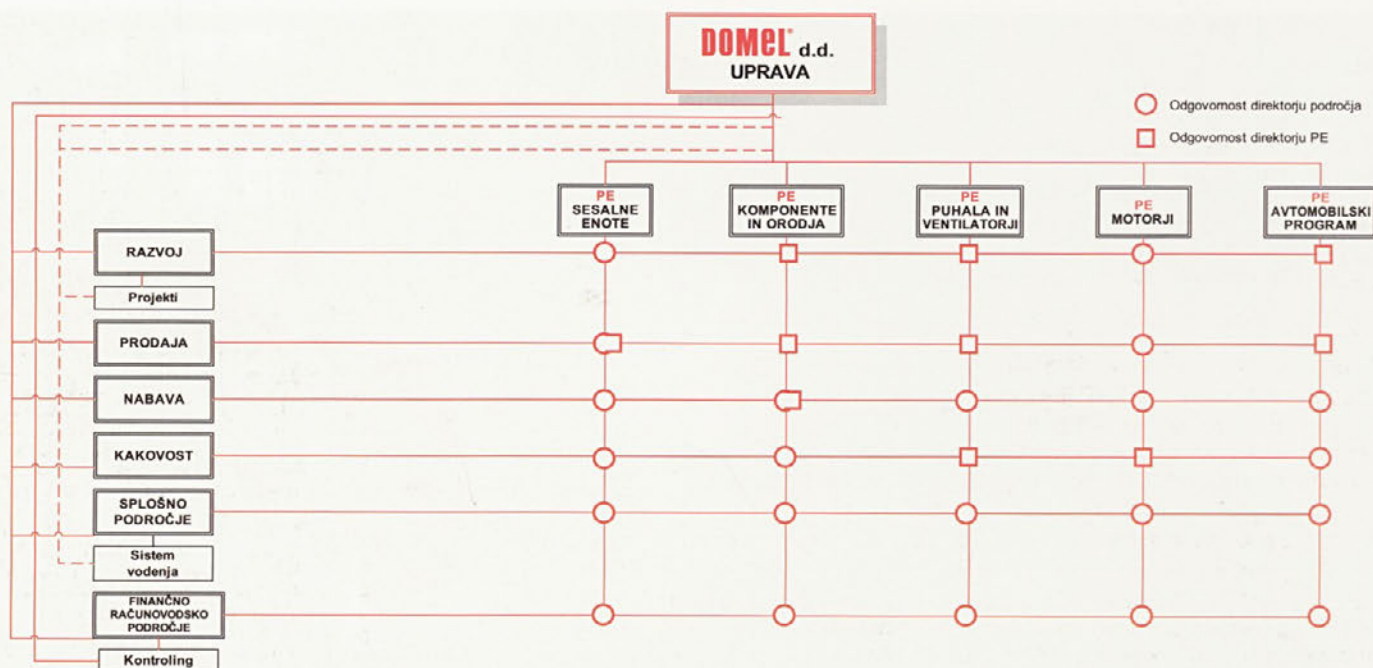 DOMEL® d.d.
UPRAVA
Odgovornost direktorju področja
Odgovornost direktorju PE
PE
SESALNE
ENOTE
PE
KOMPONENTE
IN ORODJA
PE
PUHALA IN
VENTILATORJI
PE
MOTORJI
PE
AVTOMOBILSKI
PROGRAM
RAZVOJ
Projekti
PRODAJA
NABAVA
KAKOVOST
SPLOŠNO
PODROČJE
Sistem
vodenja
FINANČNO
RAČUNOVODSKO
PODROČJE
Kontroling